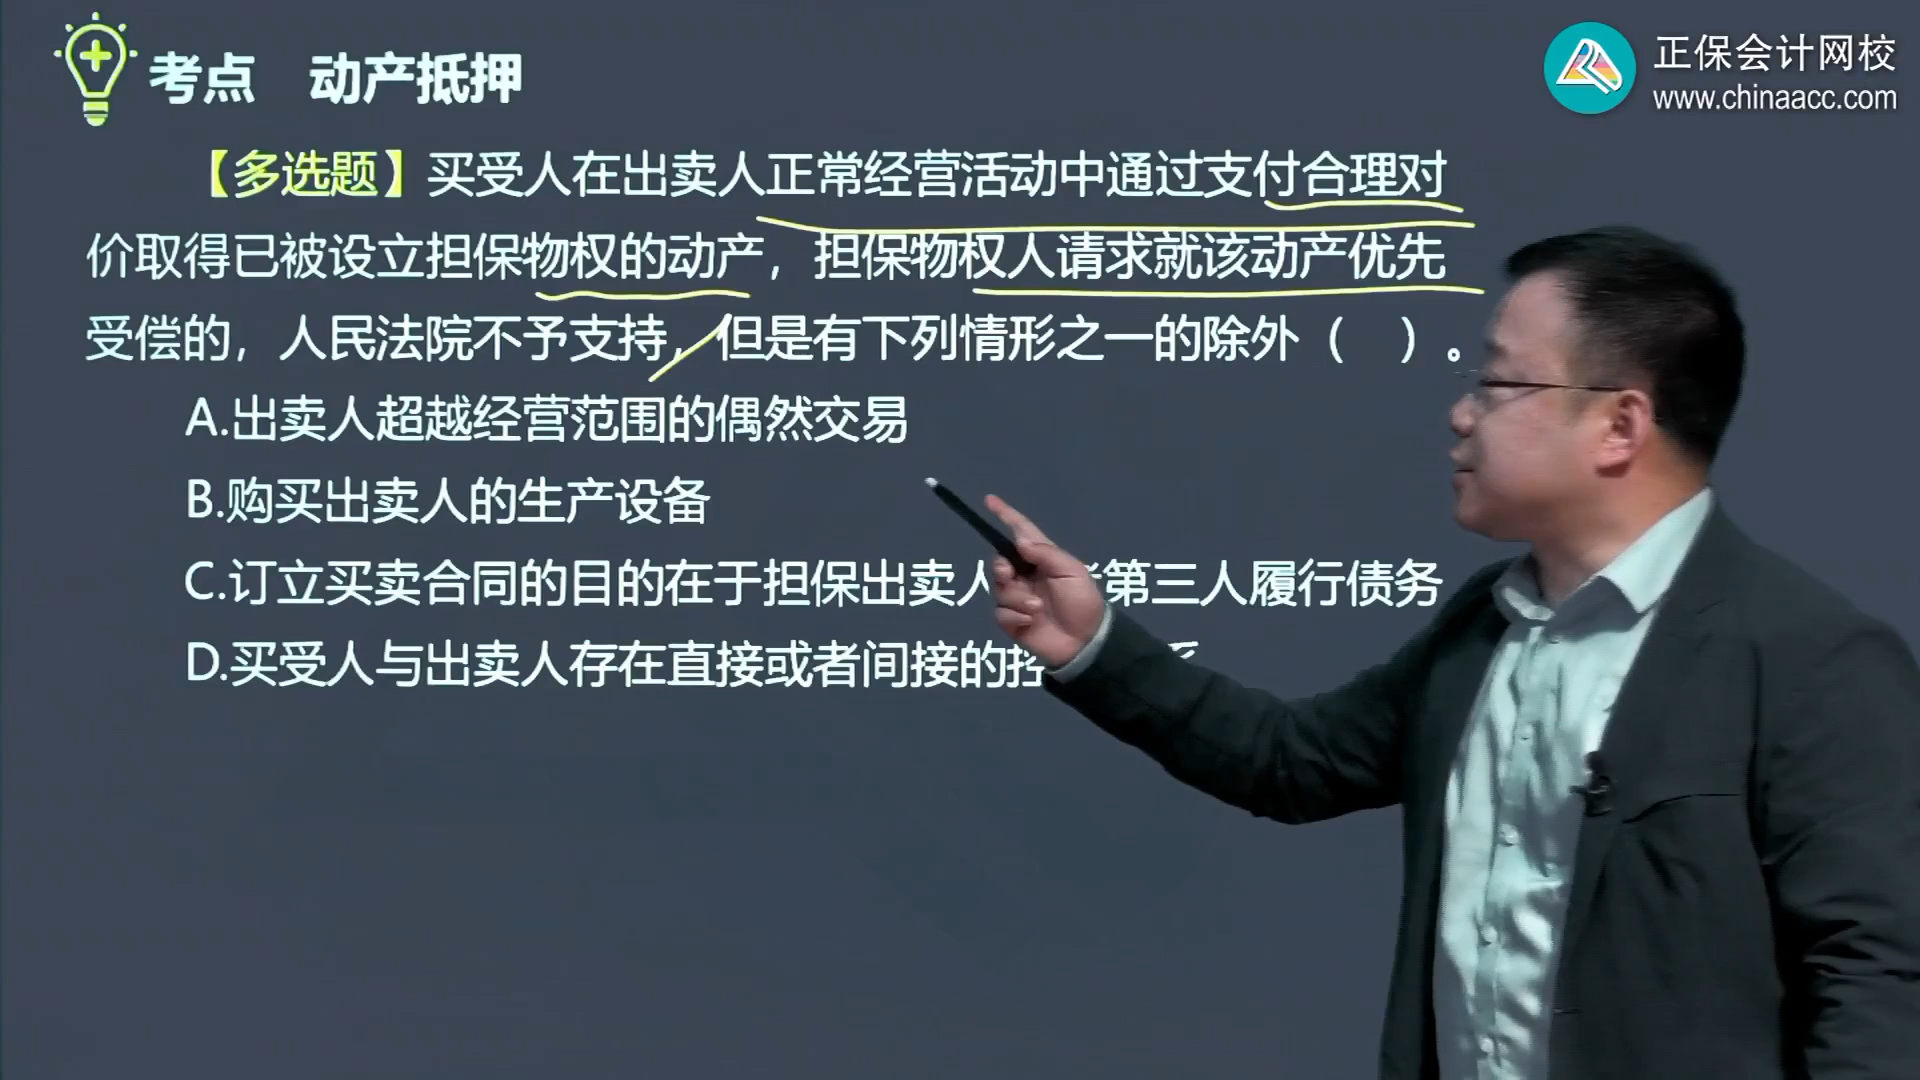 考点 动产抵押
正保会计网校
www.chinaacc.com
【多选题】买受人在出卖人正常经营活动中通过支付合理对
价取得已被设立担保物权的动产，担保物权人请求就该动产优先
受偿的，人民法院不予支持，但是有下列情形之一的除外（ ）。
A.出卖人超越经营范围的偶然交易
B.购买出卖人的生产设备
C.订立买卖合同的目的在于担保出卖人 第三人履行债务
D.买受人与出卖人存在直接或者间接的